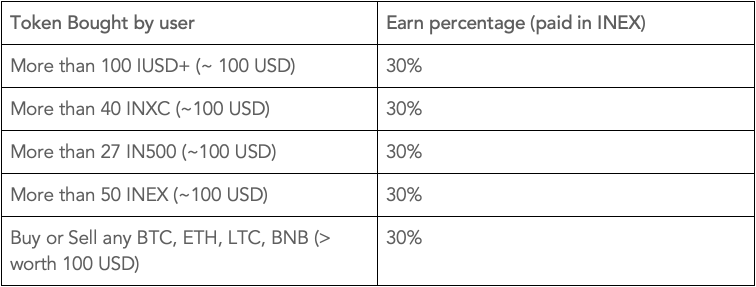 Token Bought by user
Earn percentage (paid in INEX)
More than 100 IUSD+ (~ 100 USD)
30%
More than 40 INXC (~100 USD)
30%
More than 27 IN500 (~100 USD)
30%
More than 50 INEX (~100 USD)
30%
Buy or Sell any BTC, ETH, LTC, BNB (>
worth 100 USD)
30%